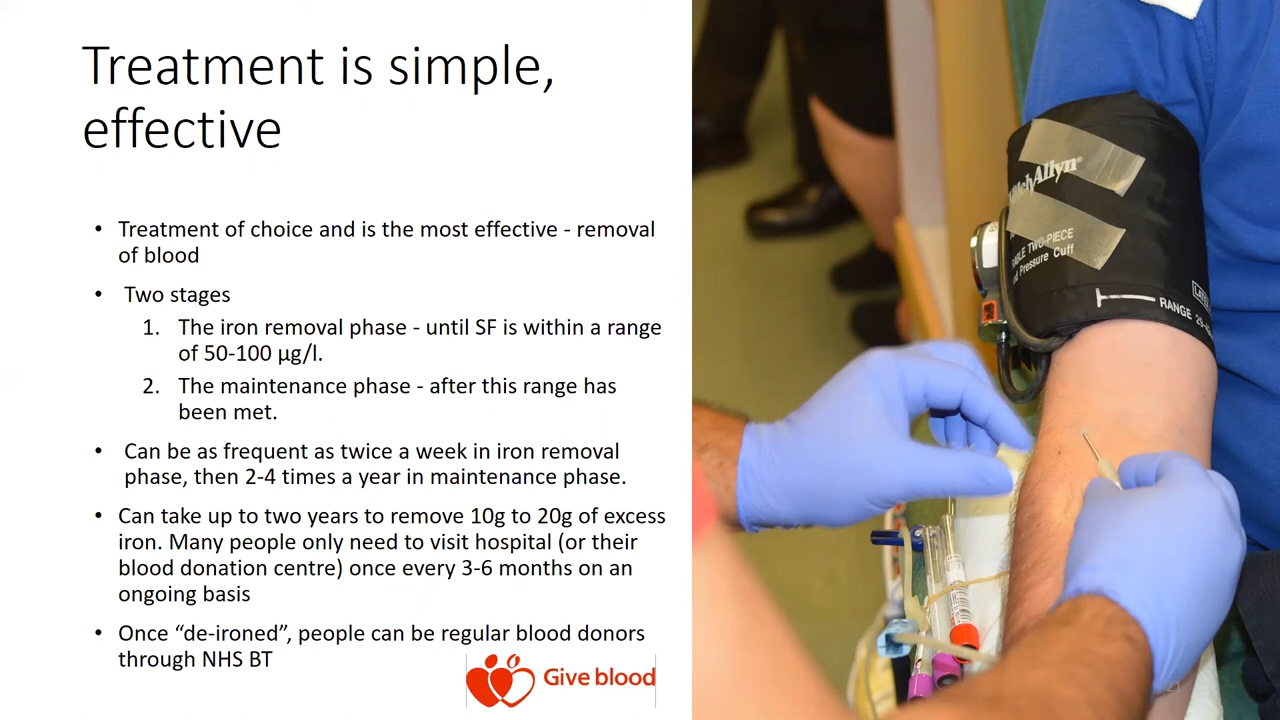 Treatment is simple,
effective
• Treatment of choice and is the most effective - removal
of blood
• Two stages
1. The iron removal phase - until SF is within a range
of 50-100 µg/l.
2. The maintenance phase - after this range has
been met.
• Can be as frequent as twice a week in iron removal
phase, then 2-4 times a year in maintenance phase.
• Can take up to two years to remove 10g to 20g of excess
iron. Many people only need to visit hospital (or their
blood donation centre) once every 3-6 months on an
ongoing basis
• Once “de-ironed”, people can be regular blood donors
through NHS BT
Give blood
TWO-PIECE
Pressure Cuff
RANGE
21